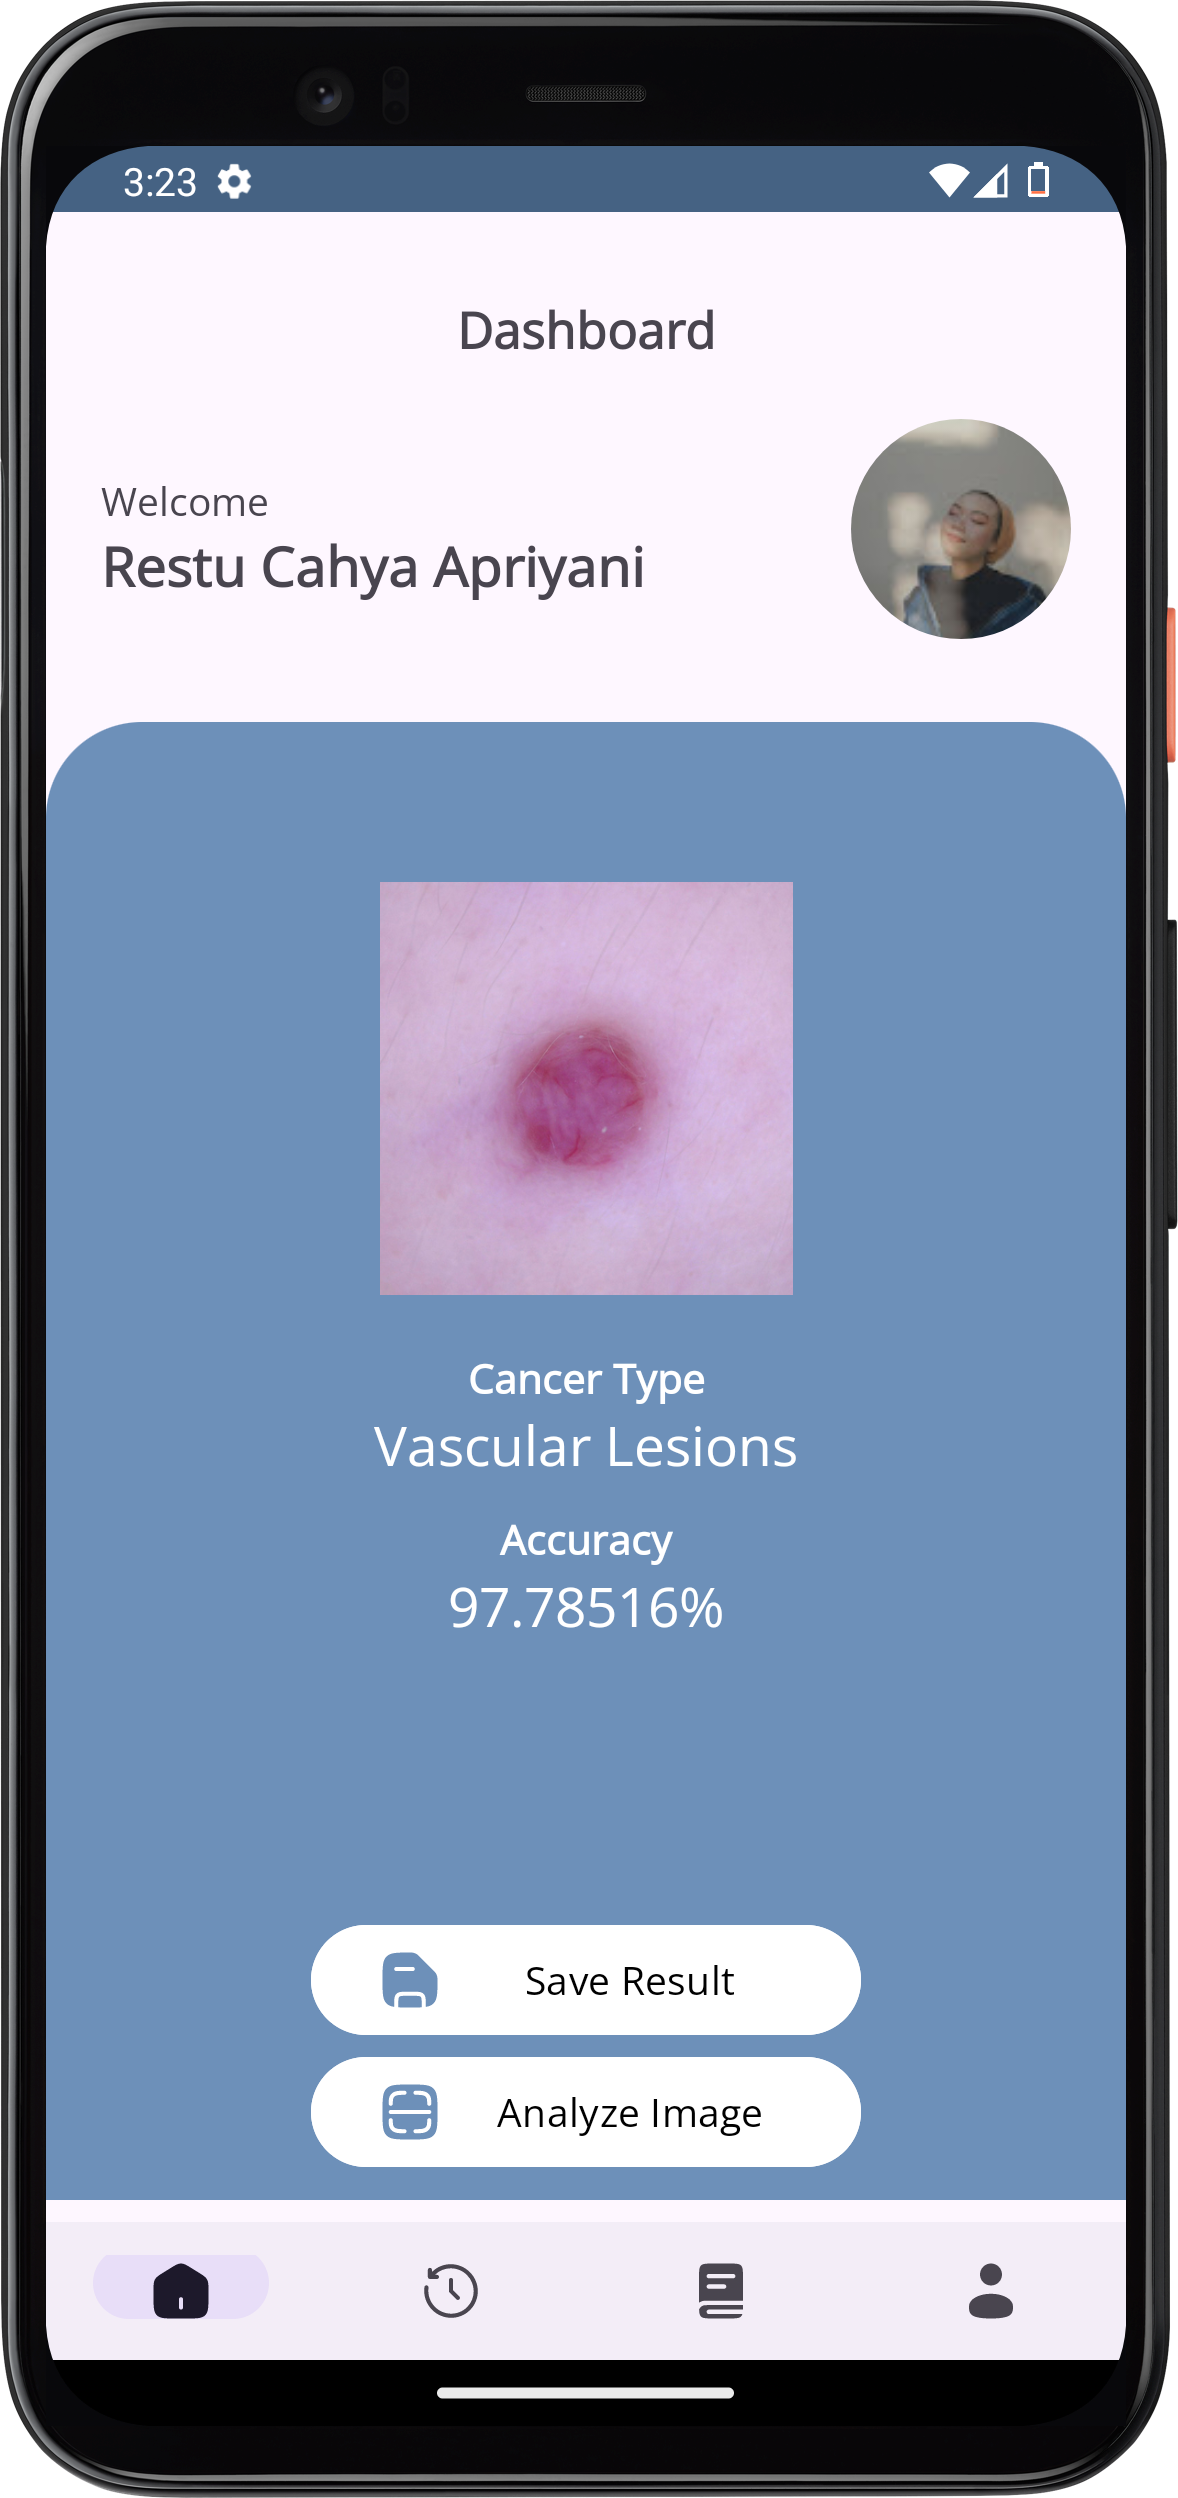 3:23
Dashboard
Welcome
Restu Cahya Apriyani
Cancer Type
Vascular Lesions
Accuracy
97.78516%
Save Result
Analyze Image